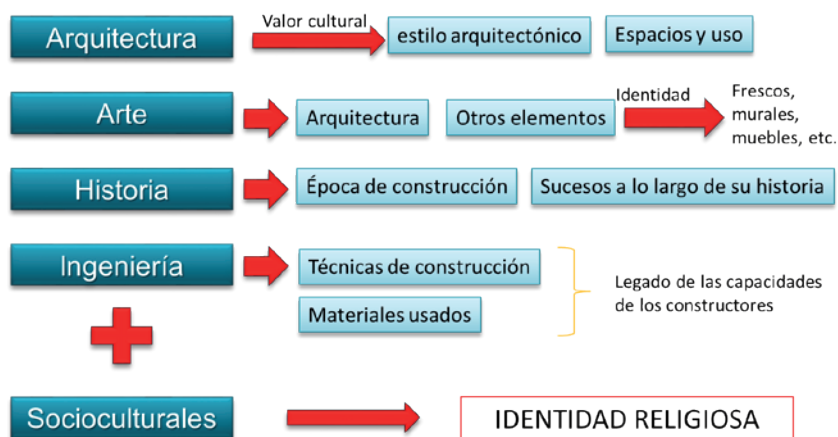 Arquitectura
Valor cultural
estilo arquitectónico
Espacios y uso
Arte
Arquitectura
Otros elementos
Identidad
Frescos,
murales,
muebles, etc.
Historia
Época de construcción
Sucesos a lo largo de su historia
Ingeniería
Técnicas de construcción
Materiales usados
Legado de las capacidades
de los constructores
Socioculturales
IDENTIDAD RELIGIOSA